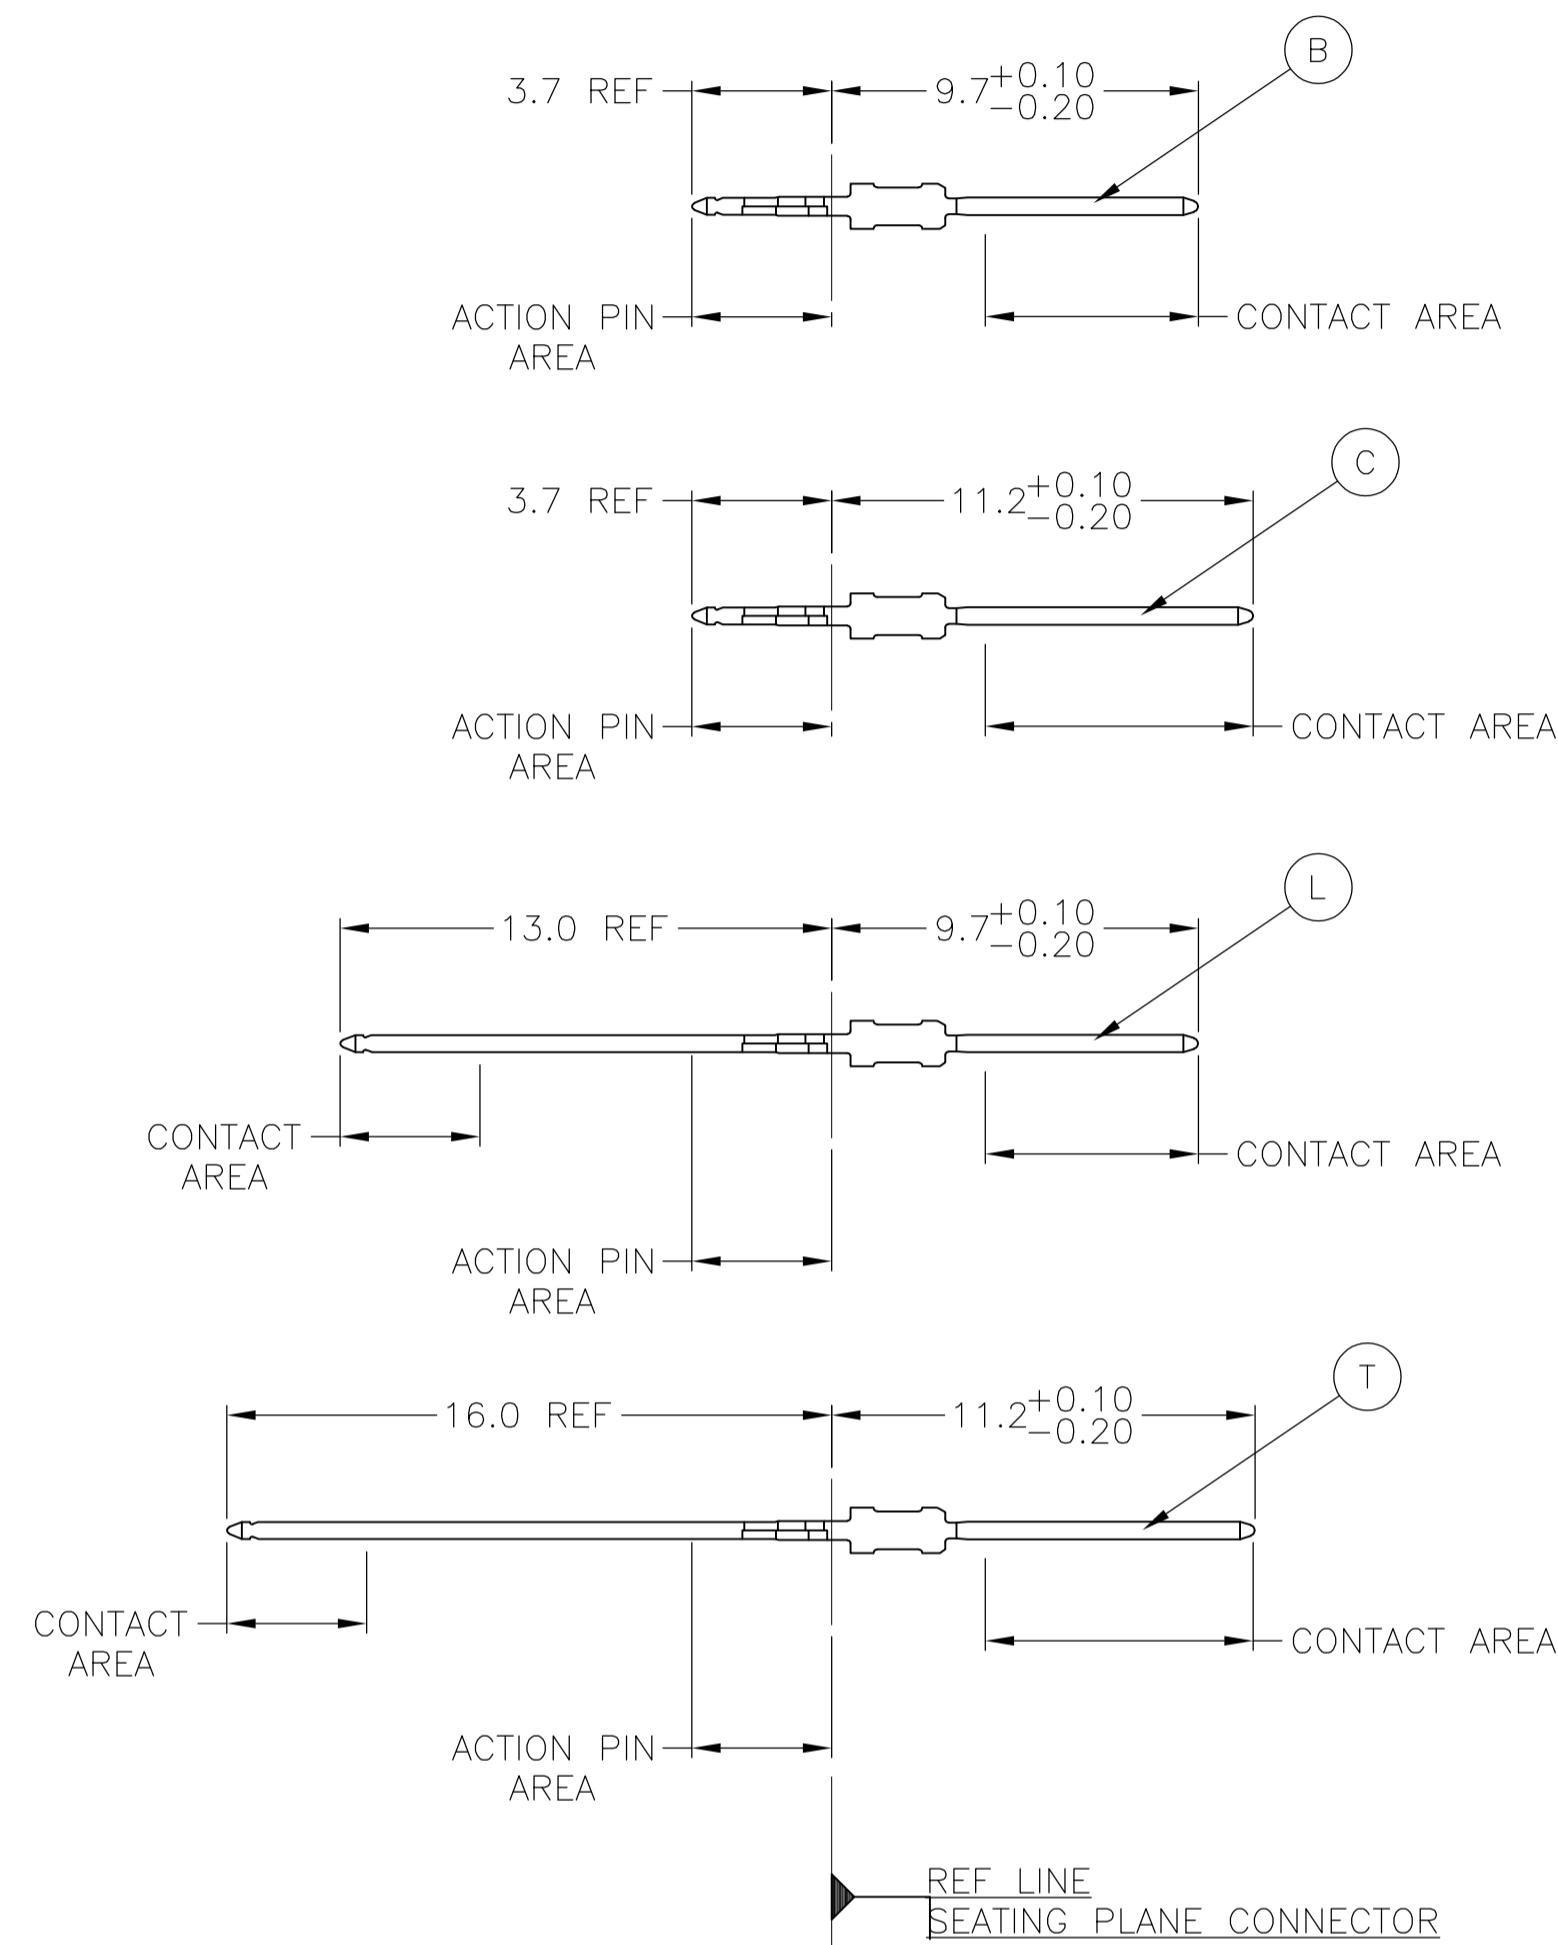 B
3.7 REF
9.7 +0.10
−0.20
ACTION PIN
AREA
CONTACT AREA
C
3.7 REF
11.2 +0.10
−0.20
ACTION PIN
AREA
CONTACT AREA
L
13.0 REF
9.7 +0.10
−0.20
CONTACT
AREA
CONTACT AREA
ACTION PIN
AREA
T
16.0 REF
11.2 +0.10
−0.20
CONTACT
AREA
CONTACT AREA
ACTION PIN
AREA
REF LINE
SEATING PLANE CONNECTOR